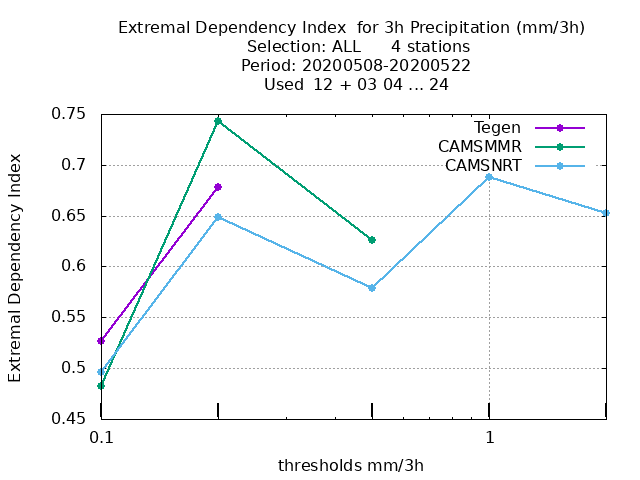 Extremal Dependency Index  for 3h Precipitation (mm/3h)
Selection: ALL      4 stations
Period: 20200508-20200522
Used  12 + 03 04 ... 24
Extremal Dependency Index
0.75
0.7
0.65
0.6
0.55
0.5
0.45
Tegen
CAMSMMR
CAMSNRT
0.1
1
thresholds mm/3h